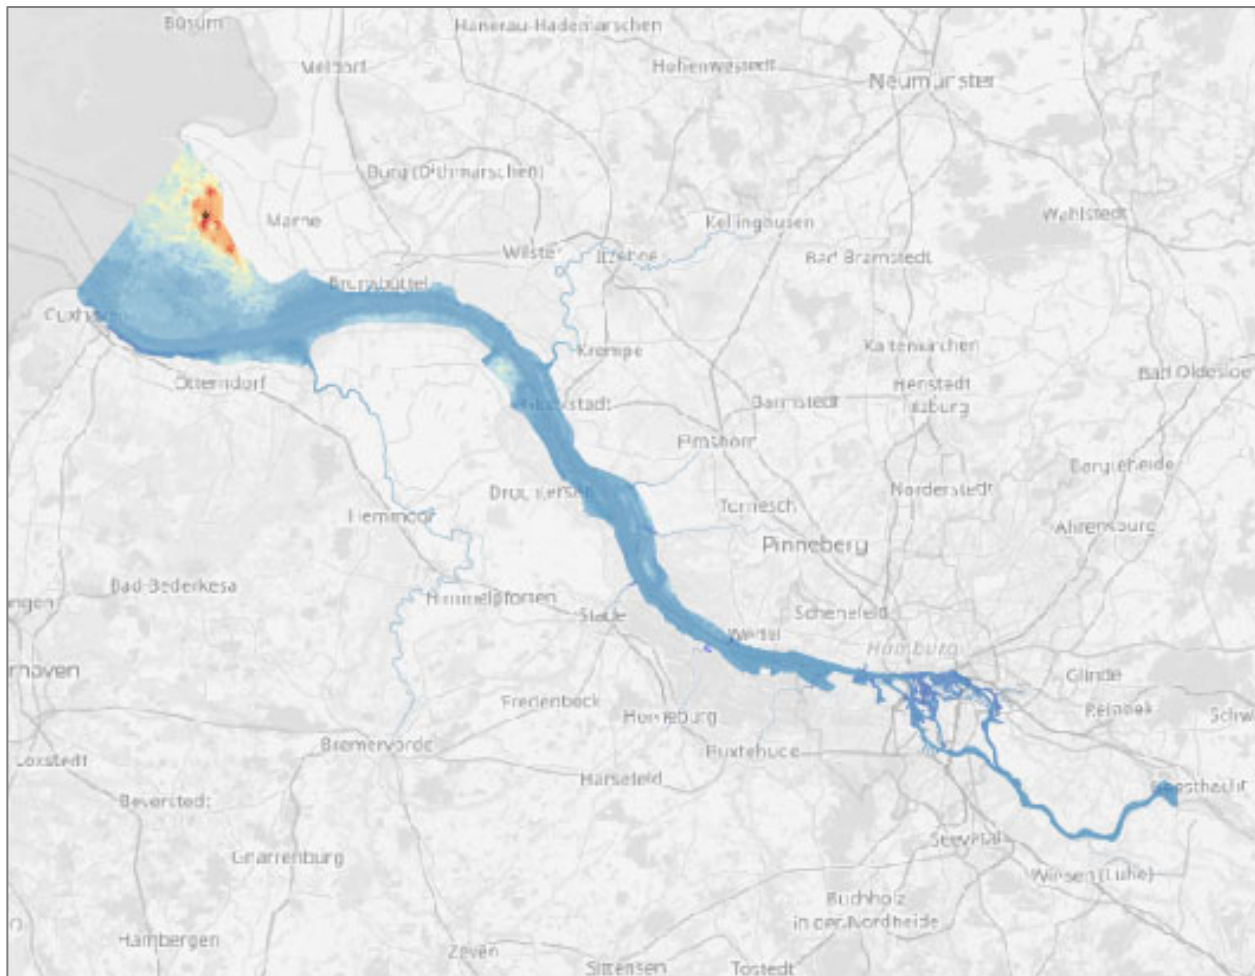 Büsum
Hanerau-Hademarschen
Meldorf
Hohenwestedt
Neumünster
Burg (Dithmarschen)
Marne
Kellinghusen
Wahlstedt
Wilster
Itzehoe
Bad Bramstedt
Brunsbüttel
Cuxhaven
Krempe
Kaltenkirchen
Otterndorf
Bad Oldesloe
Henstedt
Glückstadt
Barmstedt
Elmshorn
Bargteheide
Drochtersen
Norderstedt
Tornesch
Hemmoor
Ahrensburg
Pinneberg
Bad Bederkesa
Himmelpforten
Stade
Schenefeld
Wedel
Hamburg
Glinde
Fredenbeck
Reinbek
Schw
Horneburg
Bremervörde
Buxtehude
Loxstedt
Harsefeld
Geesthacht
Beverstedt
Seevetal
Gnarrenburg
Winsen (Luhe)
Buchholz
in der Nordheide
Hambergen
Zeven
Sittensen
Tostedt